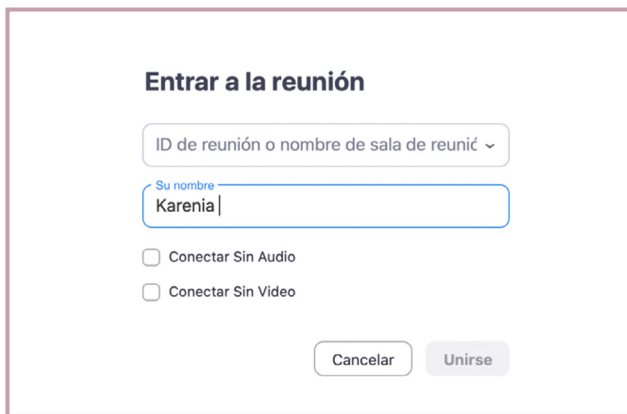 Entrar a la reunión
ID de reunión o nombre de sala de reunić
Su nombre
Karenia
Conectar Sin Audio
Conectar Sin Video
Cancelar
Unirse